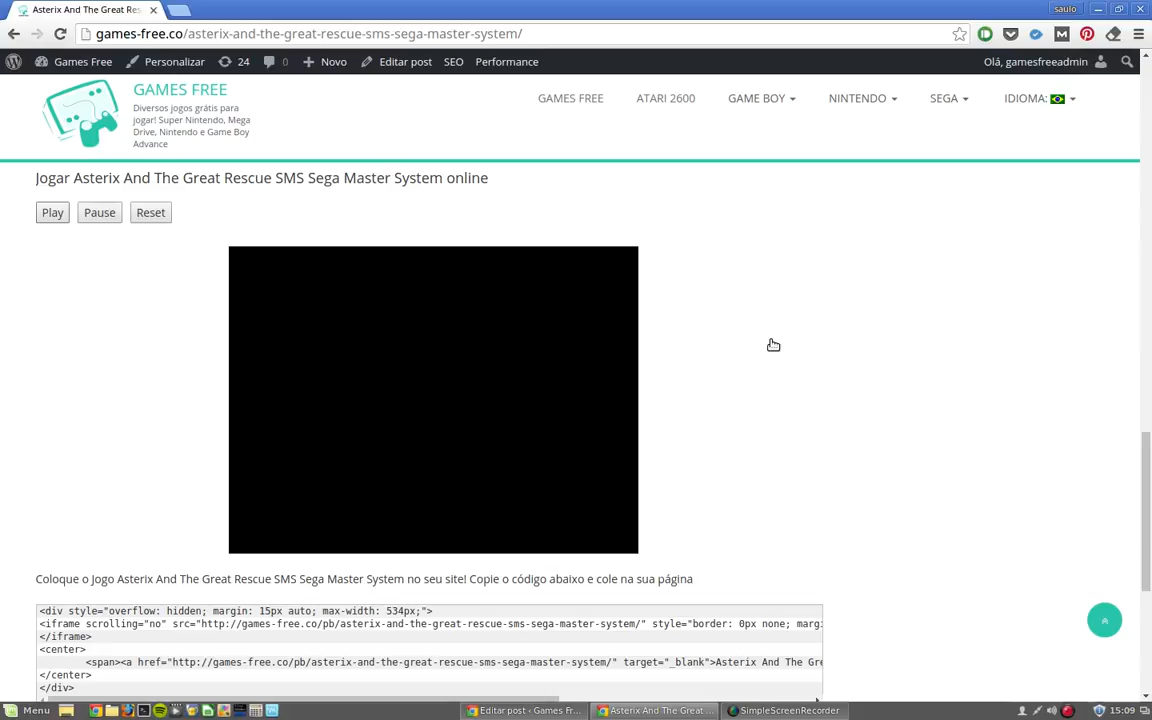 Asterix And The Great Res
saulo
games-free.co/asterix-and-the-great-rescue-sms-sega-master-system/
Games Free Personalizar 24 0 Novo Editar post SEO Performance Olá, gamesfreeadmin
GAMES FREE
Diversos jogos grátis para
jogar! Super Nintendo, Mega
Drive, Nintendo e Game Boy
Advance
GAMES FREE ATARI 2600 GAME BOY NINTENDO SEGA IDIOMA:
Jogar Asterix And The Great Rescue SMS Sega Master System online
Play Pause Reset
Coloque o Jogo Asterix And The Great Rescue SMS Sega Master System no seu site! Copie o código abaixo e cole na sua página
<div style="overflow: hidden; margin: 15px auto; max-width: 534px;">
<iframe scrolling="no" src="http://games-free.co/pb/asterix-and-the-great-rescue-sms-sega-master-system/" style="border: 0px none; marg
</iframe>
<center>
<span><a href="http://games-free.co/pb/asterix-and-the-great-rescue-sms-sega-master-system/" target="_blank">Asterix And The Gre
</center>
</div>
Menu Editar post ‹ Games Fr... Asterix And The Great ... SimpleScreenRecorder 15:09